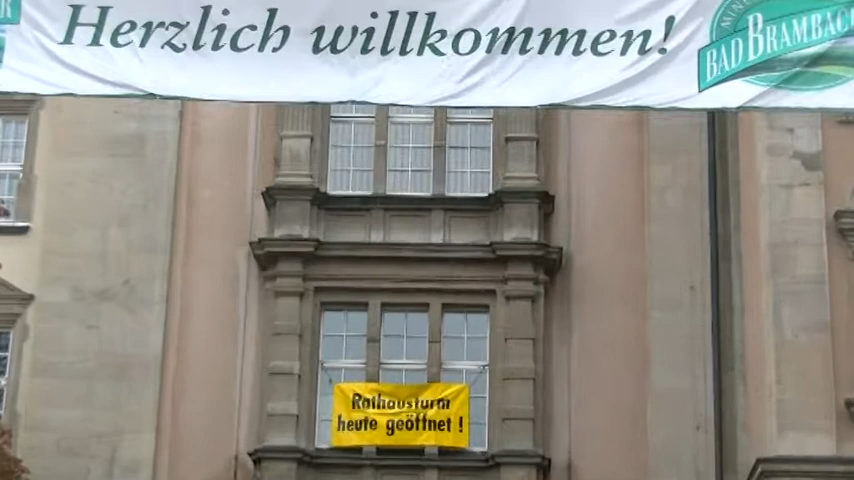 Herzlich willkommen!
BAD BRAMBACH
Rathausturm
heute geöffnet !